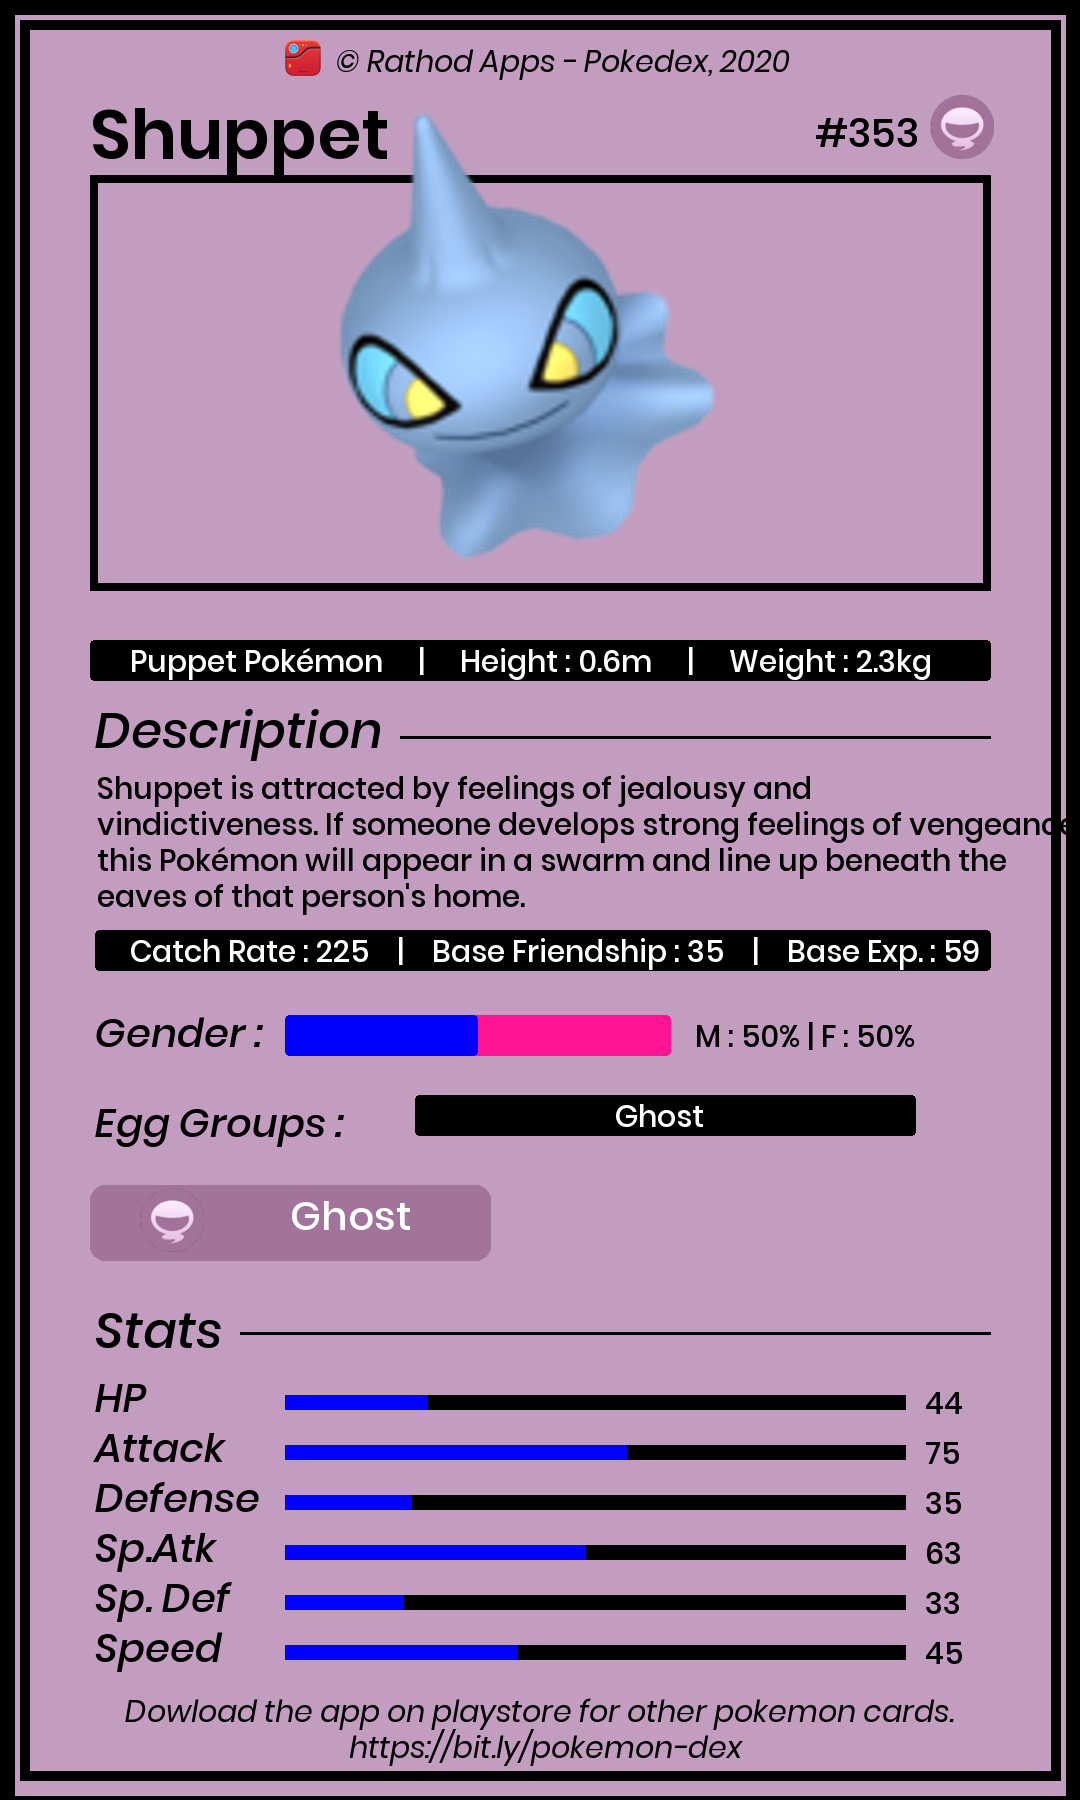 © Rathod Apps - Pokedex, 2020
Shuppet #353
Puppet Pokémon | Height : 0.6m | Weight : 2.3kg
Description
Shuppet is attracted by feelings of jealousy and
vindictiveness. If someone develops strong feelings of vengeance
this Pokémon will appear in a swarm and line up beneath the
eaves of that person's home.
Catch Rate : 225 | Base Friendship : 35 | Base Exp. : 59
Gender : M : 50% | F : 50%
Egg Groups : Ghost
Ghost
Stats
HP 44
Attack 75
Defense 35
Sp.Atk 63
Sp. Def 33
Speed 45
Dowload the app on playstore for other pokemon cards.
https://bit.ly/pokemon-dex